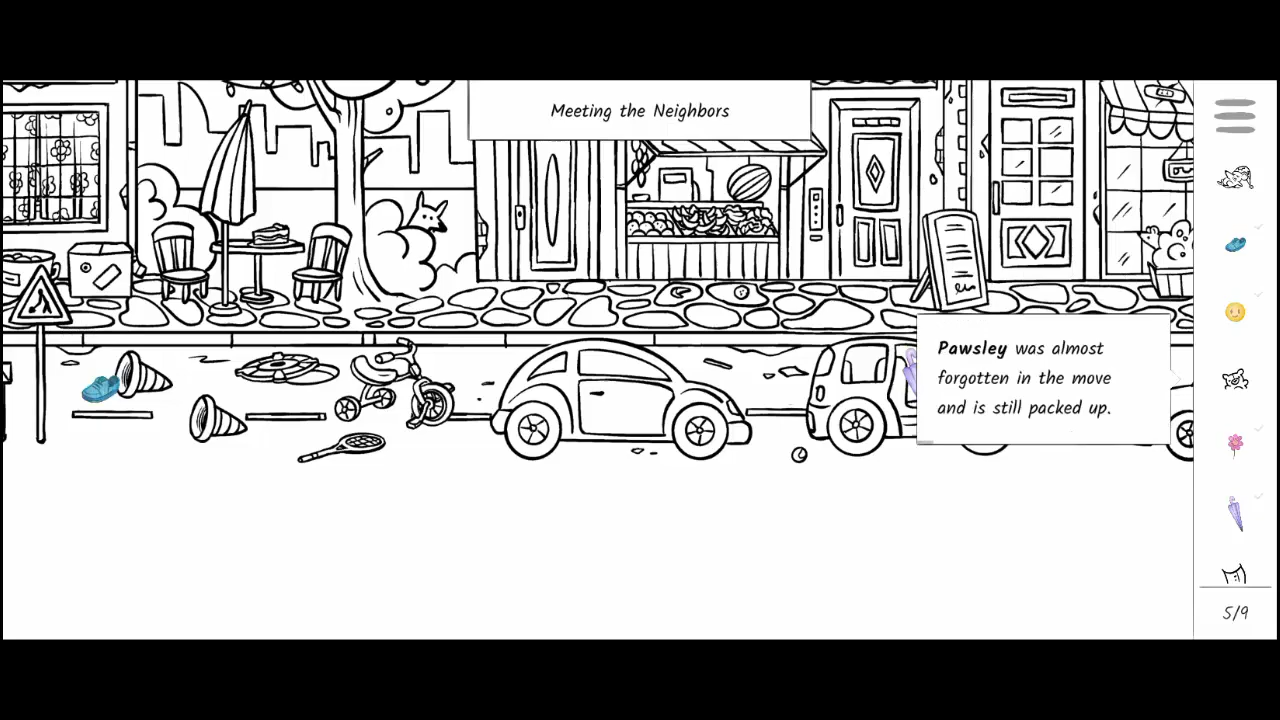 Meeting the Neighbors
Pawsley was almost
forgotten in the move
and is still packed up.
5/9